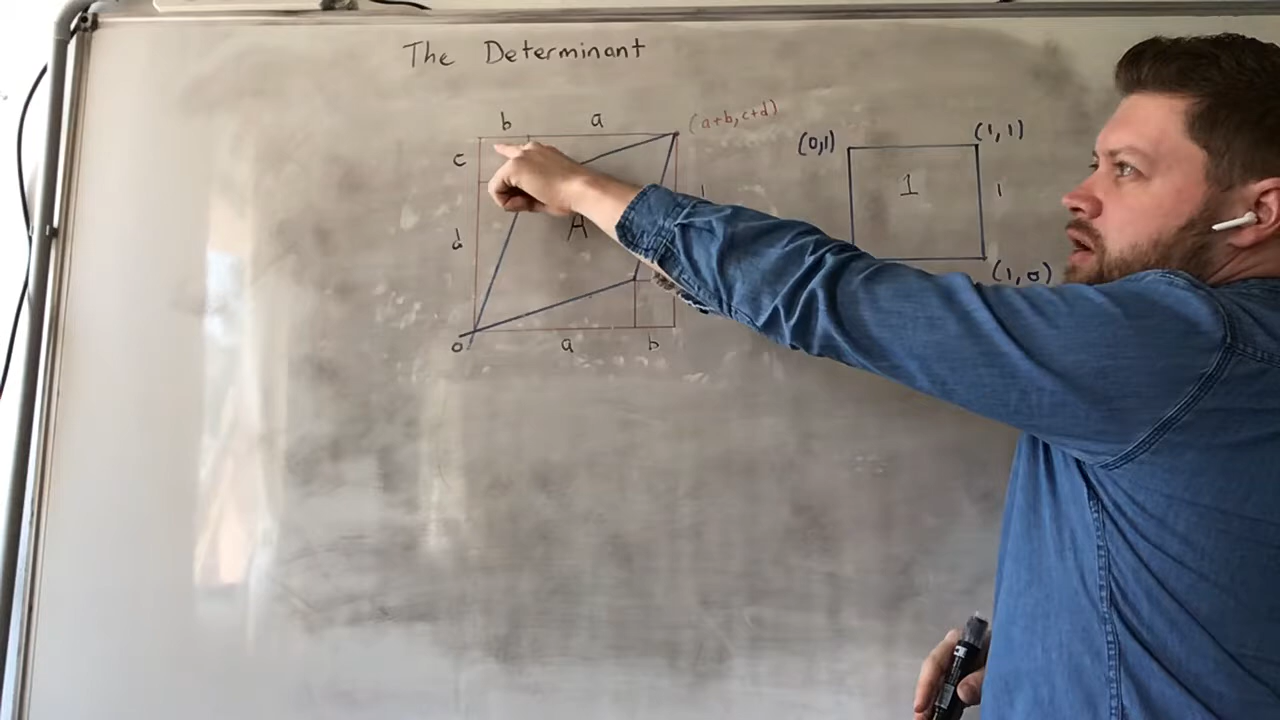 The Determinant
b a (a+b, c+d)
c
d
A
o
a b
(0,1) (1,1)
1 1
(1,0)